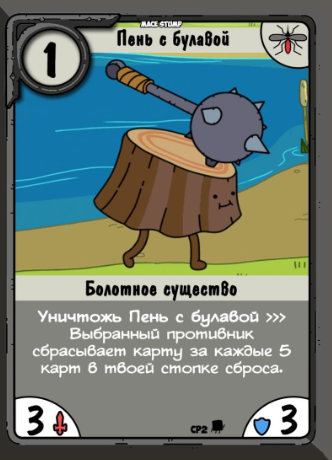 MACE STUMP
1
Пень с булавой
Болотное существо
Уничтожь Пень с булавой >>>
Выбранный противник
сбрасывает карту за каждые 5
карт в твоей стопке сброса.
3
CP2
3